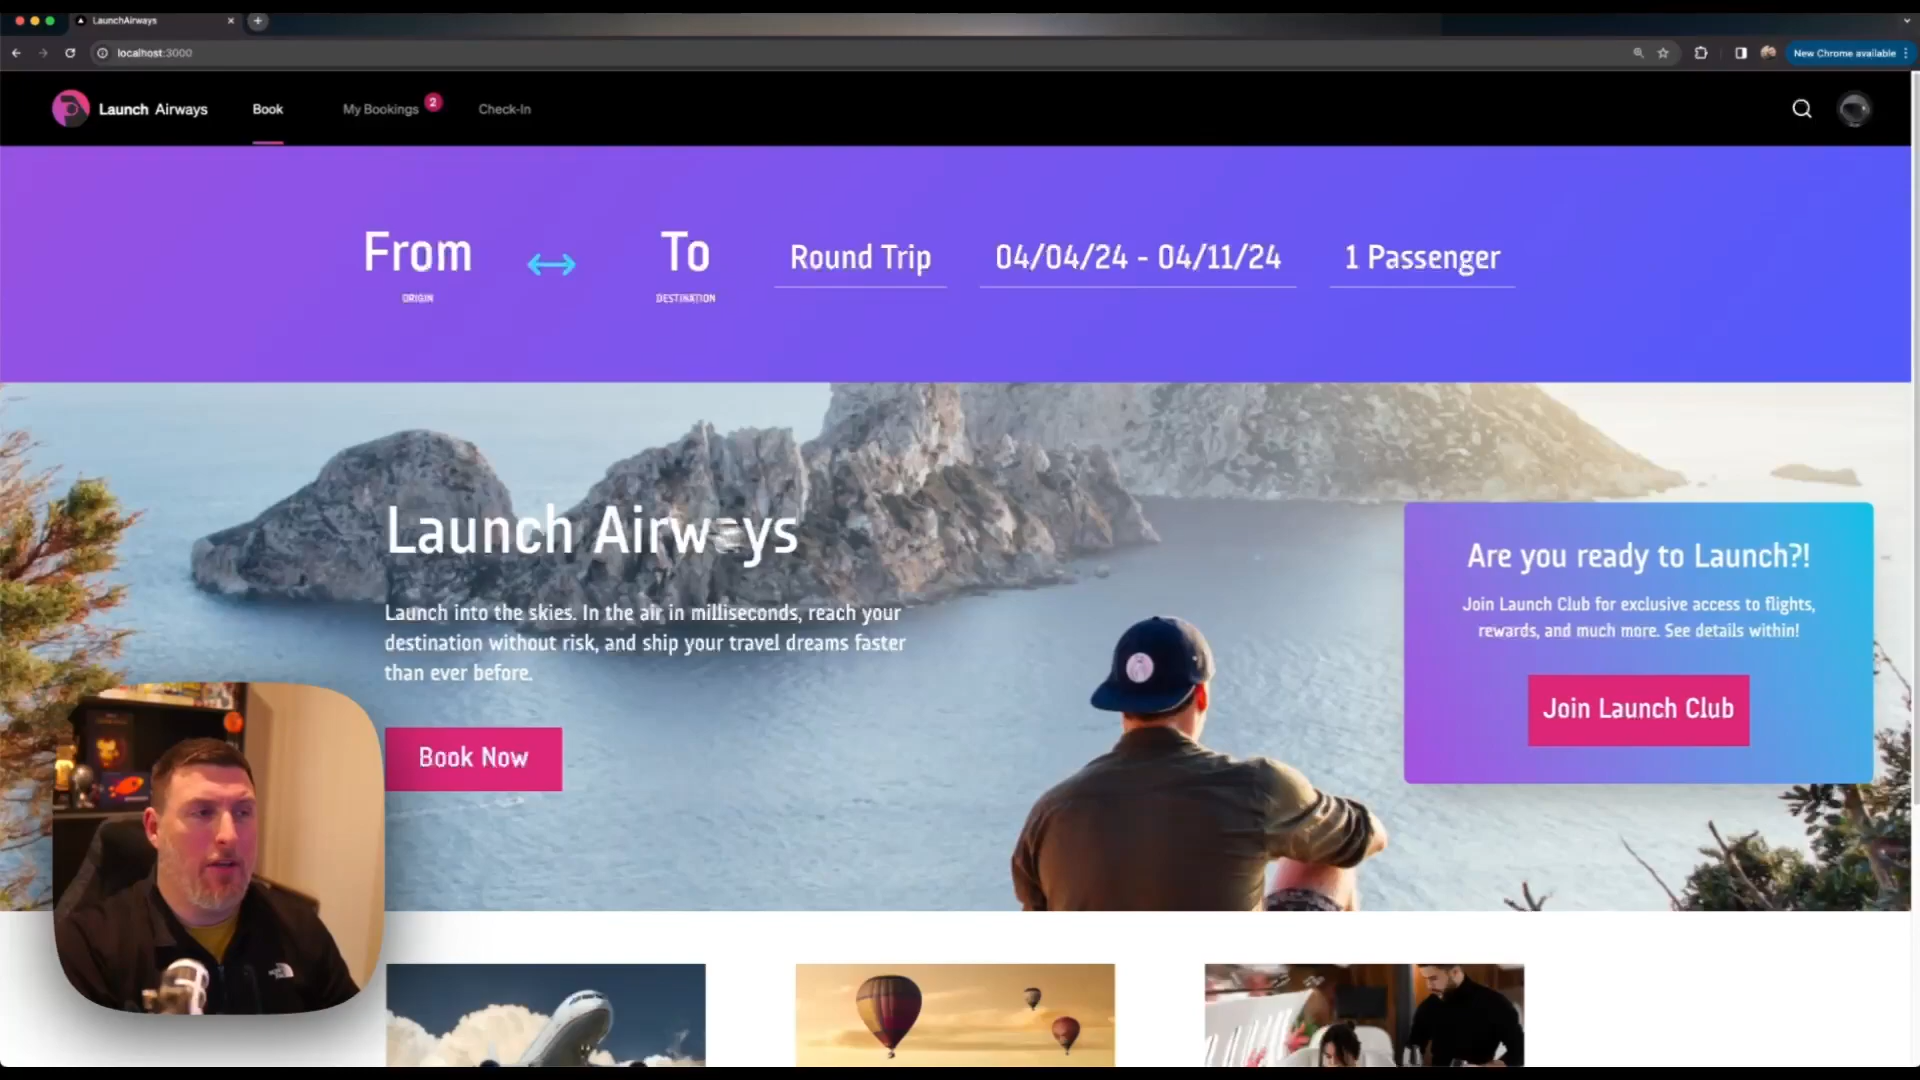 LaunchAirways
localhost:3000
New Chrome available
Launch Airways
Book
My Bookings 2
Check-In
From
ORIGIN
To
DESTINATION
Round Trip
04/04/24 - 04/11/24
1 Passenger
Launch Airways
Launch into the skies. In the air in milliseconds, reach your
destination without risk, and ship your travel dreams faster
than ever before.
Book Now
Are you ready to Launch?!
Join Launch Club for exclusive access to flights,
rewards, and much more. See details within!
Join Launch Club